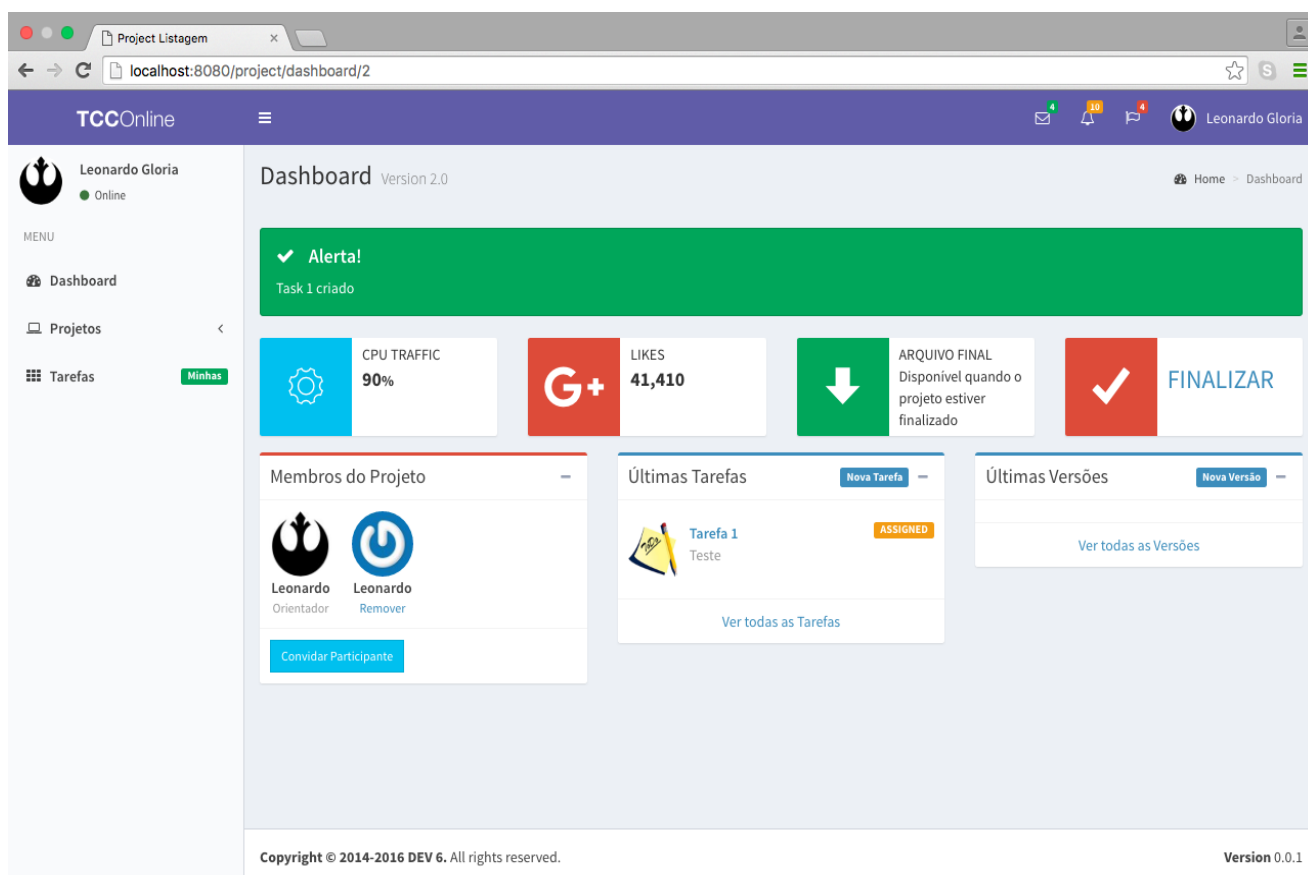 Project Listagem
localhost:8080/project/dashboard/2
TCCOnline
4
10
4
Leonardo Gloria
Leonardo Gloria
Online
MENU
Dashboard
Projetos
Tarefas
Minhas
Dashboard Version 2.0
Home > Dashboard
Alerta!
Task 1 criado
CPU TRAFFIC
90%
G+
LIKES
41,410
ARQUIVO FINAL
Disponível quando o
projeto estiver
finalizado
FINALIZAR
Membros do Projeto
Leonardo
Orientador
Leonardo
Remover
Convidar Participante
Últimas Tarefas
Nova Tarefa
Tarefa 1
ASSIGNED
Teste
Ver todas as Tarefas
Últimas Versões
Nova Versão
Ver todas as Versões
Copyright © 2014-2016 DEV 6. All rights reserved.
Version 0.0.1